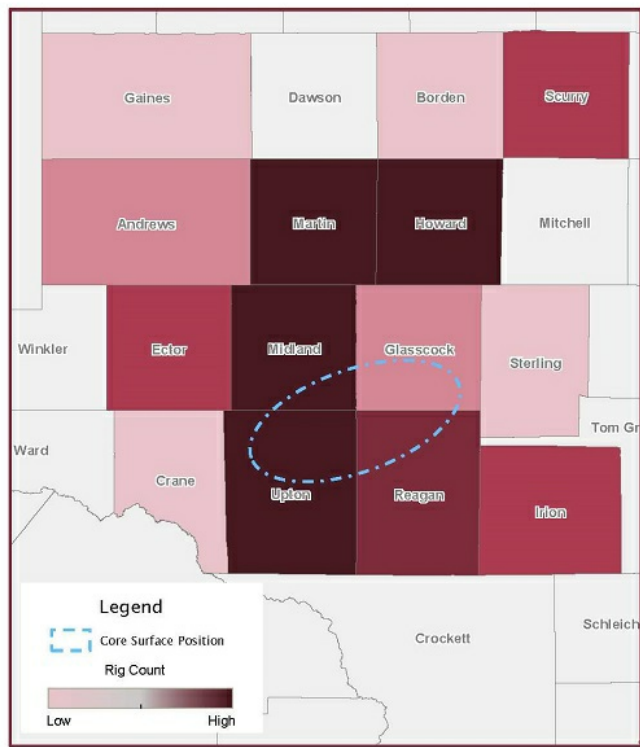 Gaines
Dawson
Borden
Scurry
Andrews
Martin
Howard
Mitchell
Winkler
Ector
Midland
Glasscock
Sterling
Tom Gr
Ward
Crane
Upton
Reagan
Irion
Crockett
Schleich
Legend
Core Surface Position
Rig Count
Low High